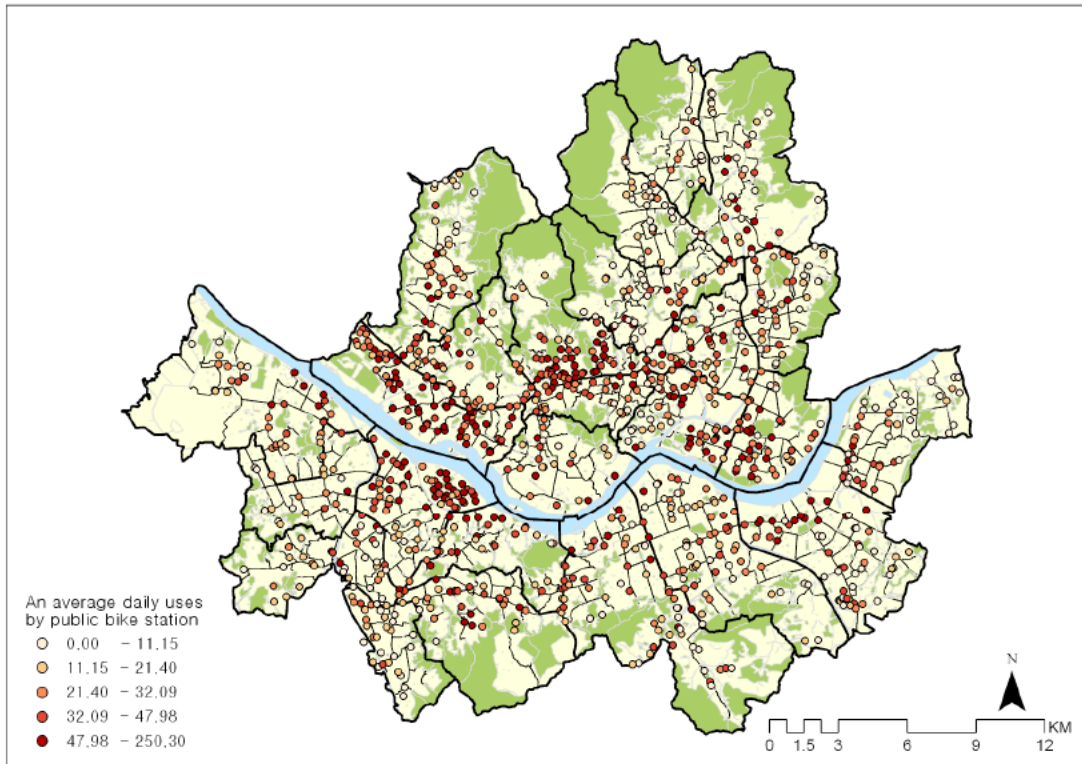 An average daily uses
by public bike station
0.00 - 11.15
11.15 - 21.40
21.40 - 32.09
32.09 - 47.98
47.98 - 250.30
N
KM
0 1.5 3 6 9 12